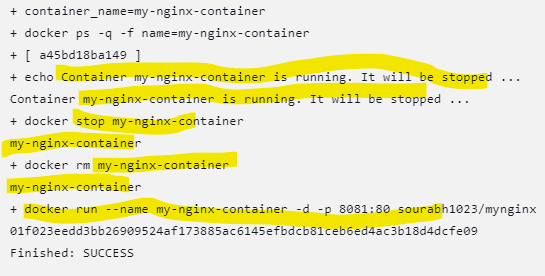 + container_name=my-nginx-container
+ docker ps -q -f name=my-nginx-container
+ [ a45bd18ba149 ]
+ echo Container my-nginx-container is running. It will be stopped ...
Container my-nginx-container is running. It will be stopped ...
+ docker stop my-nginx-container
my-nginx-container
+ docker rm my-nginx-container
my-nginx-container
+ docker run --name my-nginx-container -d -p 8081:80 sourabh1023/mynginx
01f023eedd3bb26909524af173885ac6145efbdcb81ceb6ed4ac3b18d4dcfe09
Finished: SUCCESS